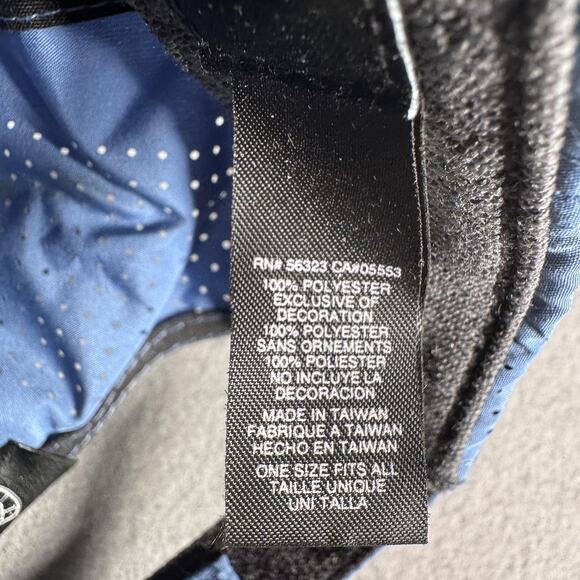 RN# 56323 CA#05553
100% POLYESTER
EXCLUSIVE OF
DECORATION
100% POLYESTER
SANS ORNEMENTS
100% POLIESTER
NO INCLUYE LA
DECORACION
MADE IN TAIWAN
FABRIQUE A TAIWAN
HECHO EN TAIWAN
ONE SIZE FITS ALL
TAILLE UNIQUE
UNI TALLA